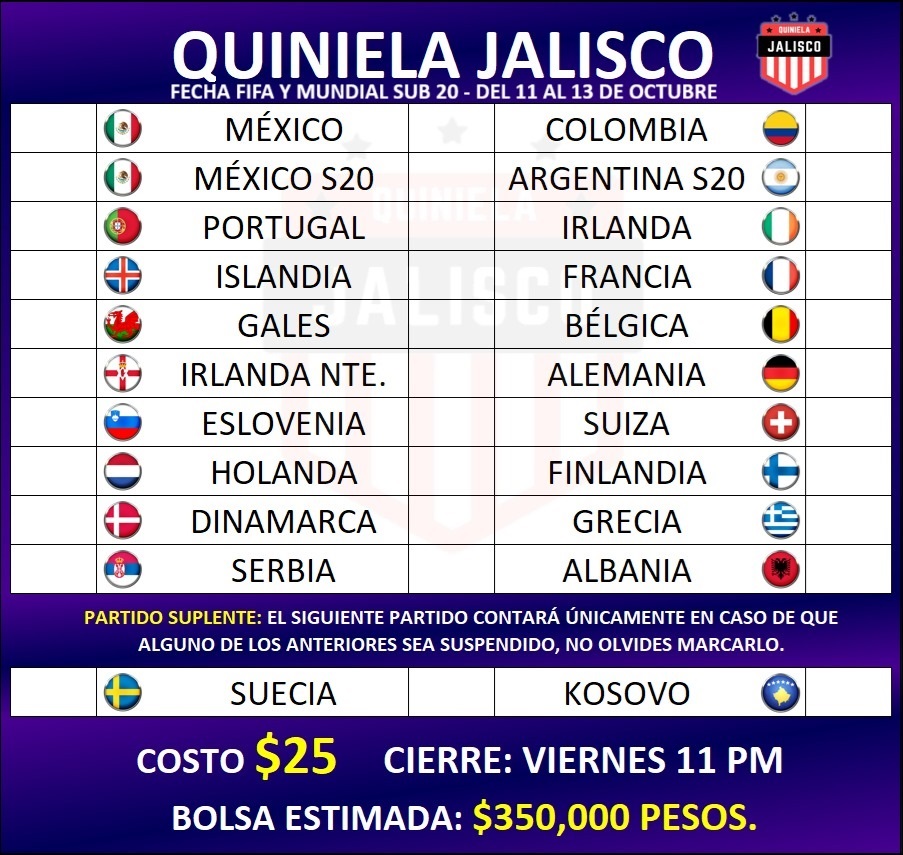 QUINIELA JALISCO
QUINIELA
JALISCO
FECHA FIFA Y MUNDIAL SUB 20 - DEL 11 AL 13 DE OCTUBRE
MÉXICO COLOMBIA
MÉXICO S20 ARGENTINA S20
QUINIELA
PORTUGAL IRLANDA
ISLANDIA FRANCIA
JALISCO
GALES BÉLGICA
IRLANDA NTE. ALEMANIA
ESLOVENIA SUIZA
HOLANDA FINLANDIA
DINAMARCA GRECIA
SERBIA ALBANIA
PARTIDO SUPLENTE: EL SIGUIENTE PARTIDO CONTARÁ ÚNICAMENTE EN CASO DE QUE
ALGUNO DE LOS ANTERIORES SEA SUSPENDIDO, NO OLVIDES MARCARLO.
SUECIA KOSOVO
COSTO $25 CIERRE: VIERNES 11 PM
BOLSA ESTIMADA: $350,000 PESOS.